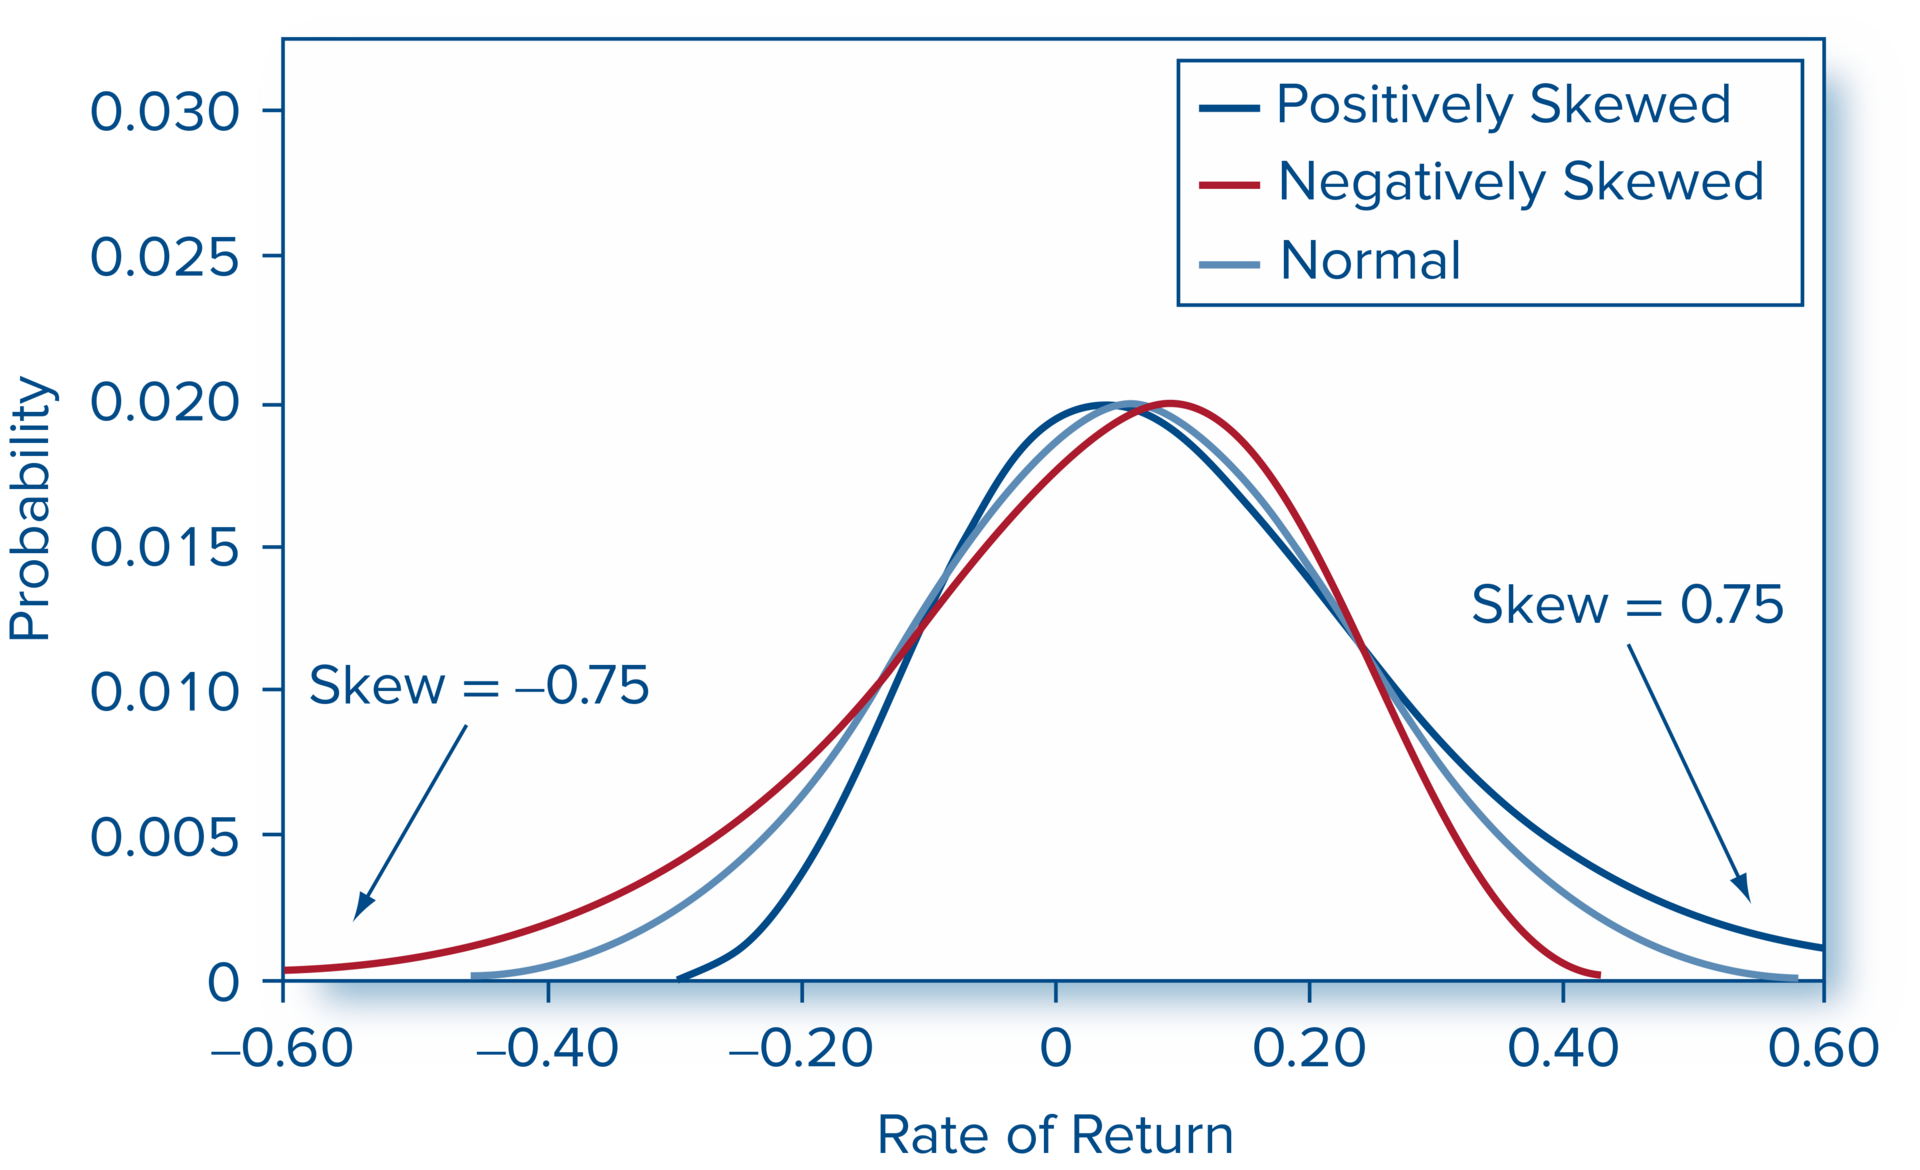 Positively Skewed
Negatively Skewed
Normal
0.030
0.025
0.020
0.015
0.010
0.005
0
Probability
Skew = –0.75
Skew = 0.75
–0.60
–0.40
–0.20
0
0.20
0.40
0.60
Rate of Return